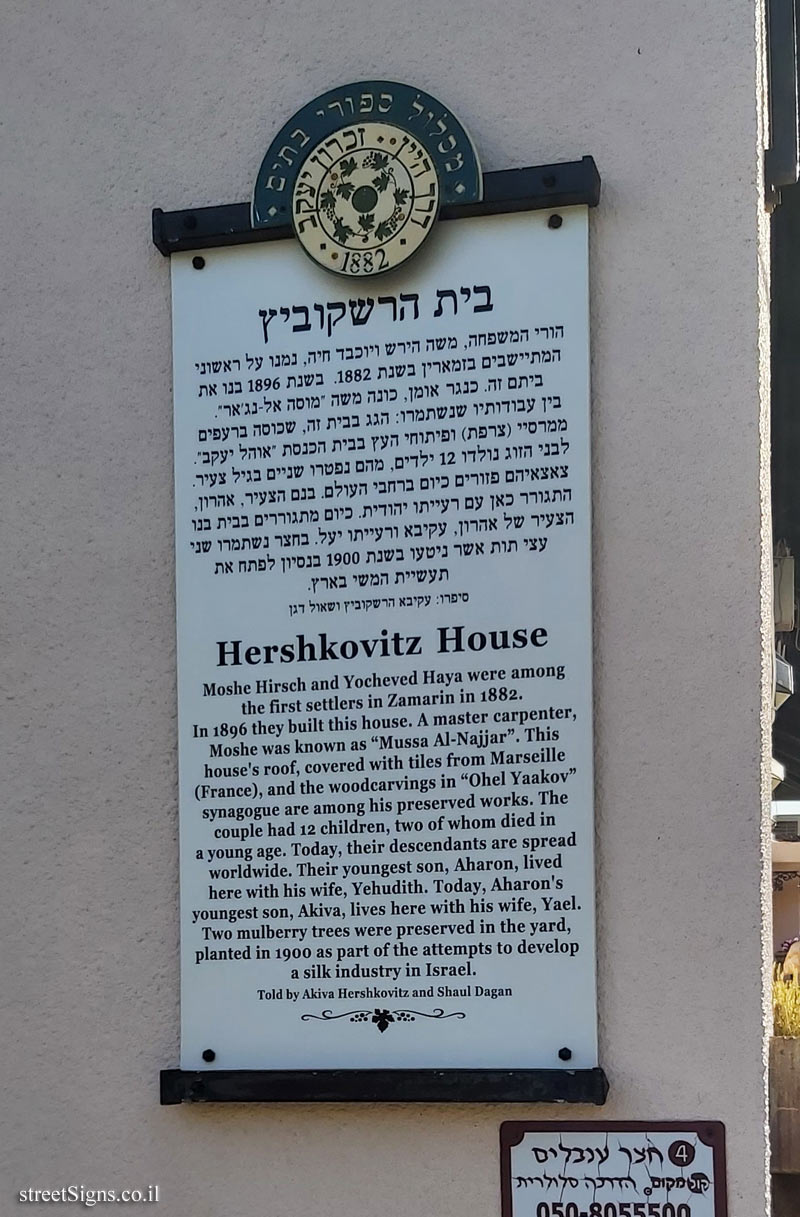 מסלול ספורי בתים
דרך היין • זכרון יעקב
1882
בית הרשקוביץ
הורי המשפחה, משה הירש ויוכבד חיה, נמנו על ראשוני
המתיישבים בזמארין בשנת 1882. בשנת 1896 בנו את
ביתם זה. כנגר אומן, כונה משה "מוסה אל-נג'אר".
בין עבודותיו שנשתמרו: הגג בבית זה, שכוסה ברעפים
ממרסיי (צרפת) ופיתוחי העץ בבית הכנסת "אוהל יעקב".
לבני הזוג נולדו 12 ילדים, מהם נפטרו שניים בגיל צעיר.
צאצאיהם פזורים כיום ברחבי העולם. בנם הצעיר, אהרון,
התגורר כאן עם רעייתו יהודית. כיום מתגוררים בבית בנו
הצעיר של אהרון, עקיבא ורעייתו יעל. בחצר נשתמרו שני
עצי תות אשר ניטעו בשנת 1900 בנסיון לפתח את
תעשיית המשי בארץ.
סיפרו: עקיבא הרשקוביץ ושאול דגן
Hershkovitz House
Moshe Hirsch and Yocheved Haya were among
the first settlers in Zamarin in 1882.
In 1896 they built this house. A master carpenter,
Moshe was known as “Mussa Al-Najjar”. This
house's roof, covered with tiles from Marseille
(France), and the woodcarvings in “Ohel Yaakov”
synagogue are among his preserved works. The
couple had 12 children, two of whom died in
a young age. Today, their descendants are spread
worldwide. Their youngest son, Aharon, lived
here with his wife, Yehudith. Today, Aharon's
youngest son, Akiva, lives here with his wife, Yael.
Two mulberry trees were preserved in the yard,
planted in 1900 as part of the attempts to develop
a silk industry in Israel.
Told by Akiva Hershkovitz and Shaul Dagan
4 חצר ענבלים
קול מקום. הדרכה סלולרית
050-8055500
streetSigns.co.il